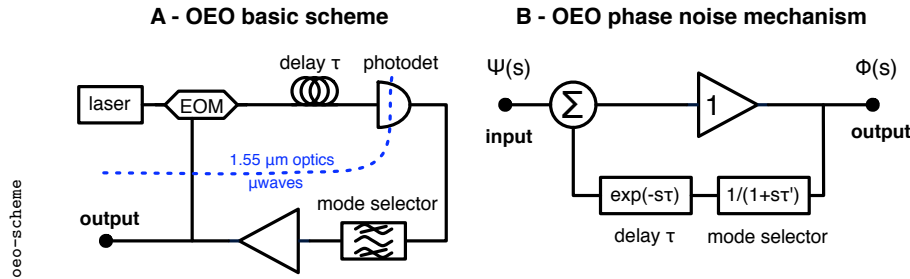 A - OEO basic scheme
delay τ
photodet
laser
EOM
1.55 μm optics
μwaves
output
mode selector
oeo-scheme
B - OEO phase noise mechanism
Ψ(s)
Φ(s)
Σ
1
input
output
exp(-sτ)
1/(1+sτ')
delay τ
mode selector